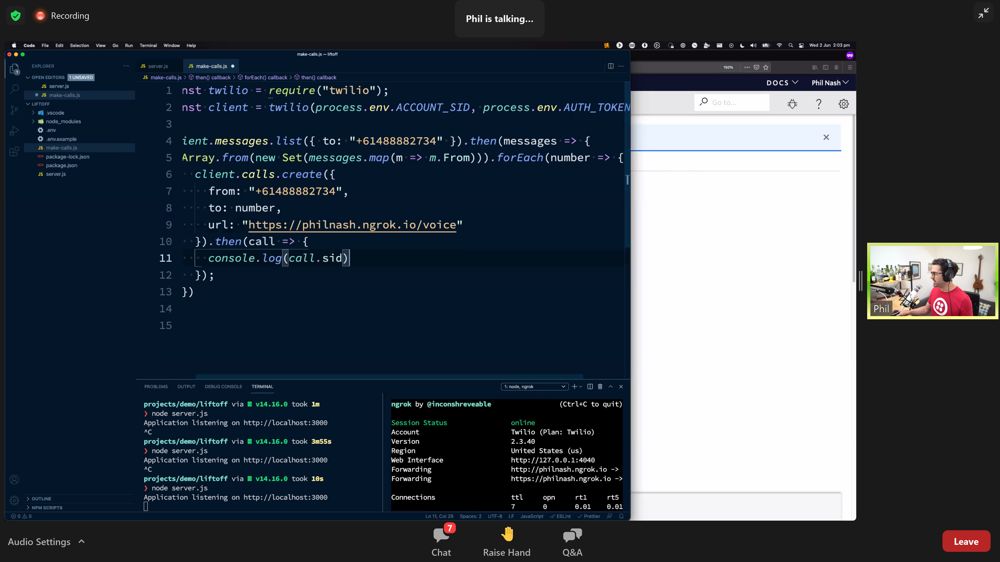 Recording
Phil is talking...
Code File Edit Selection View Go Run Terminal Window Help
Wed 2 Jun 2:03 pm
make-calls.js — liftoff
EXPLORER
OPEN EDITORS 1 UNSAVED
JS server.js
JS make-calls.js
LIFTOFF
.vscode
node_modules
.env
.env.example
JS make-calls.js
package-lock.json
package.json
JS server.js
OUTLINE
NPM SCRIPTS
1
JS server.js
JS make-calls.js
JS make-calls.js > then() callback > forEach() callback > then() callback
1 nst twilio = require("twilio");
2 nst client = twilio(process.env.ACCOUNT_SID, process.env.AUTH_TOKEN
3
4 ient.messages.list({ to: "+61488882734" }).then(messages => {
5 Array.from(new Set(messages.map(m => m.From))).forEach(number => {
6 client.calls.create({
7 from: "+61488882734",
8 to: number,
9 url: "https://philnash.ngrok.io/voice"
10 }).then(call => {
11 console.log(call.sid)
12 });
13 })
14
15
PROBLEMS OUTPUT DEBUG CONSOLE TERMINAL
1: node, ngrok
projects/demo/liftoff via v14.16.0 took 1m
❯ node server.js
Application listening on http://localhost:3000
^C
projects/demo/liftoff via v14.16.0 took 3m55s
❯ node server.js
Application listening on http://localhost:3000
^C
projects/demo/liftoff via v14.16.0 took 10s
❯ node server.js
Application listening on http://localhost:3000
ngrok by @inconshreveable (Ctrl+C to quit)
Session Status online
Account Twilio (Plan: Twilio)
Version 2.3.40
Region United States (us)
Web Interface http://127.0.0.1:4040
Forwarding http://philnash.ngrok.io ->
Forwarding https://philnash.ngrok.io ->
Connections ttl opn rt1 rt5
7 0 0.01 0.01
0 0
Ln 11, Col 28 Spaces: 2 UTF-8 LF JavaScript ESLint Prettier
150%
DOCS
Phil Nash
Go to...
Phil
Audio Settings
7
Chat
Raise Hand
Q&A
Leave